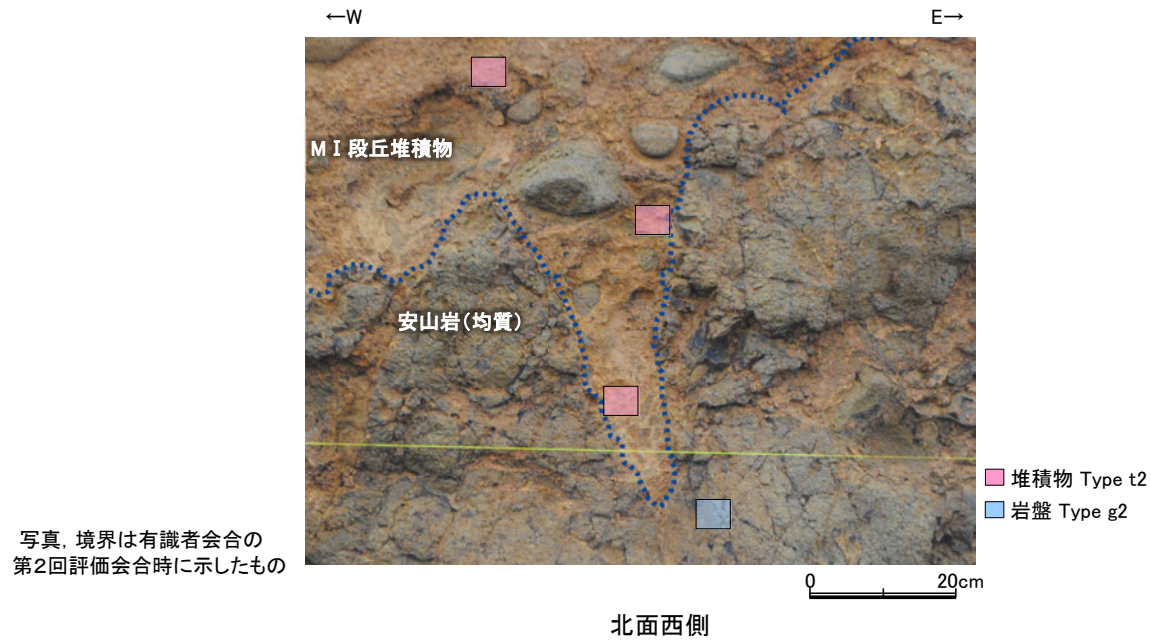 ←W
E→
MⅠ段丘堆積物
安山岩（均質）
堆積物 Type t2
岩盤 Type g2
写真，境界は有識者会合の
第2回評価会合時に示したもの
0 20cm
北面西側